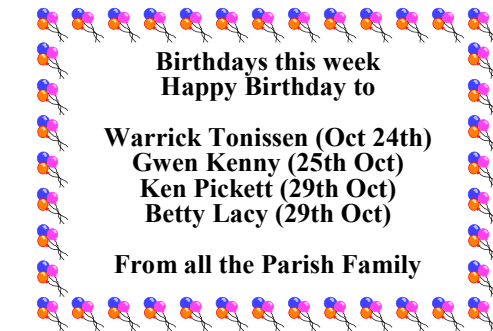 Birthdays this week
Happy Birthday to
Warrick Tonissen (Oct 24th)
Gwen Kenny (25th Oct)
Ken Pickett (29th Oct)
Betty Lacy (29th Oct)
From all the Parish Family